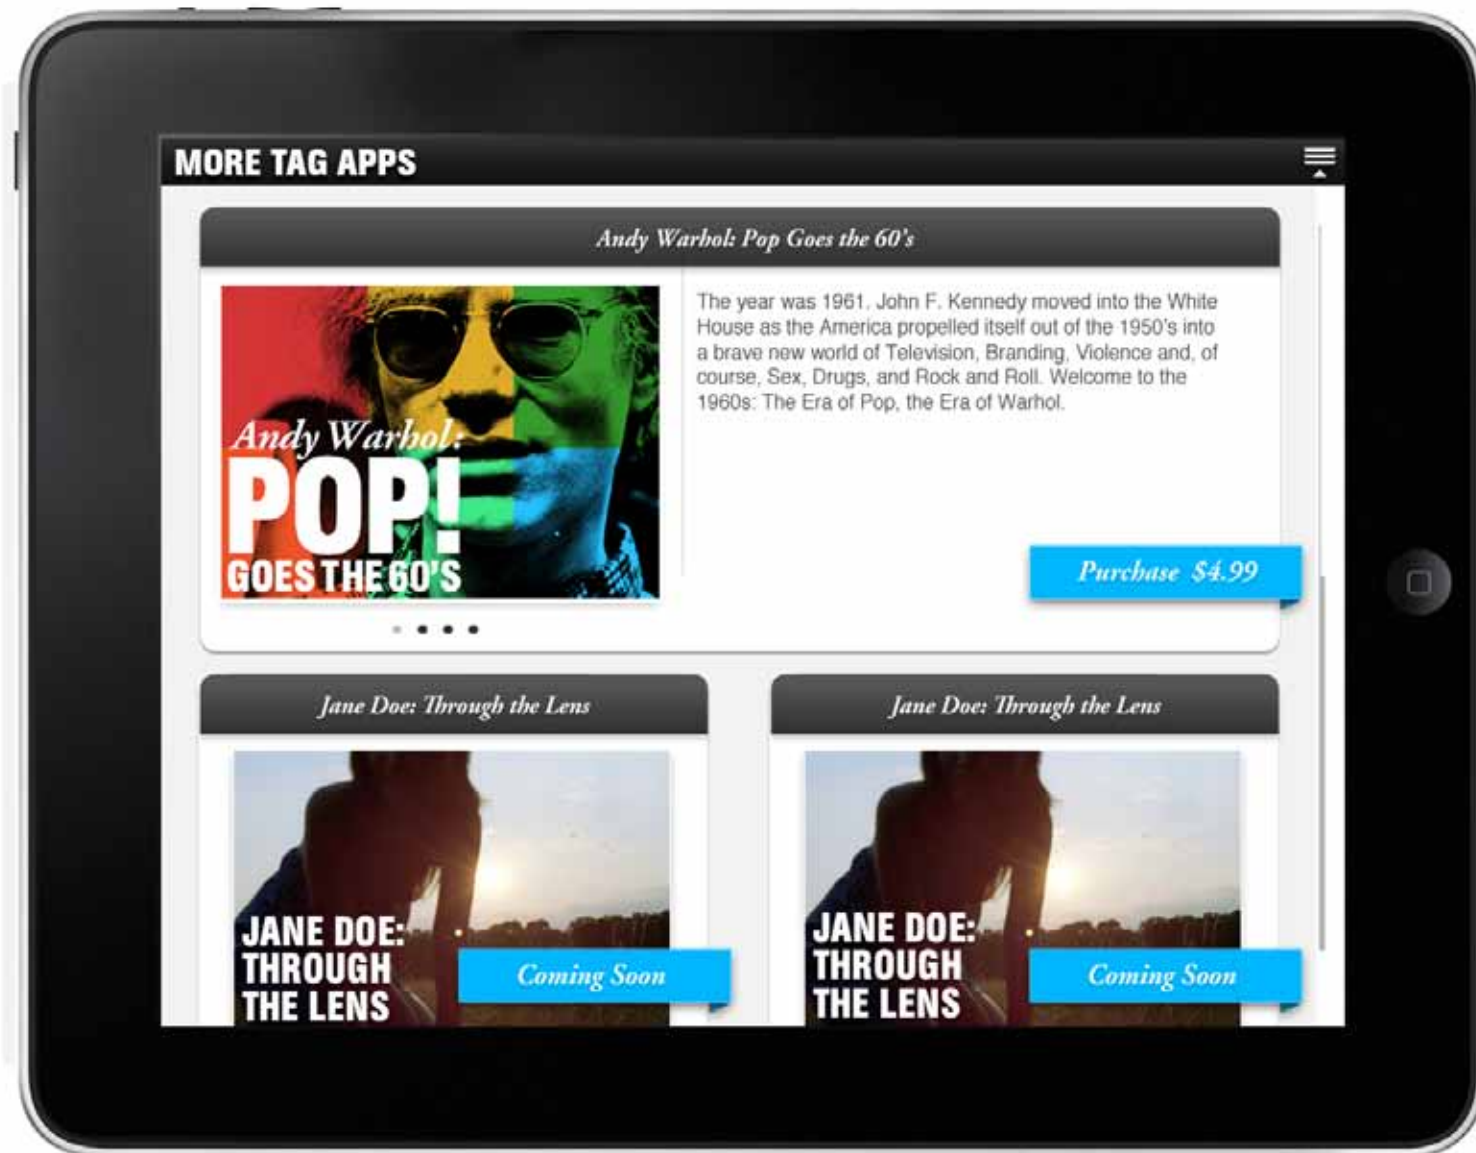 MORE TAG APPS
Andy Warhol: Pop Goes the 60's
Andy Warhol:
POP!
GOES THE 60'S
The year was 1961. John F. Kennedy moved into the White
House as the America propelled itself out of the 1950's into
a brave new world of Television, Branding, Violence and, of
course, Sex, Drugs, and Rock and Roll. Welcome to the
1960s: The Era of Pop, the Era of Warhol.
Purchase $4.99
Jane Doe: Through the Lens
JANE DOE:
THROUGH
THE LENS
Coming Soon
Jane Doe: Through the Lens
JANE DOE:
THROUGH
THE LENS
Coming Soon